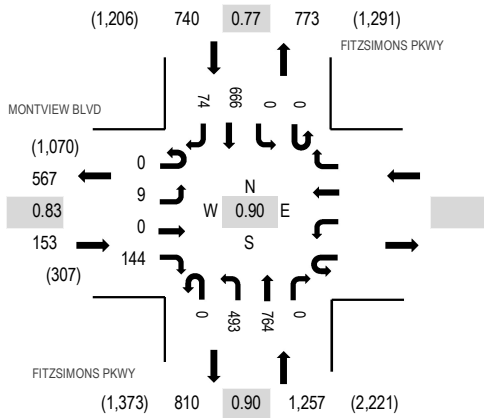 (1,206) 740 0.77 773 (1,291)
FITZSIMONS PKWY
74 666 0 0
MONTVIEW BLVD
(1,070)
567
0.83
153
(307)
0
9
0
144
N
W 0.90 E
S
0 493 764 0
FITZSIMONS PKWY
(1,373) 810 0.90 1,257 (2,221)